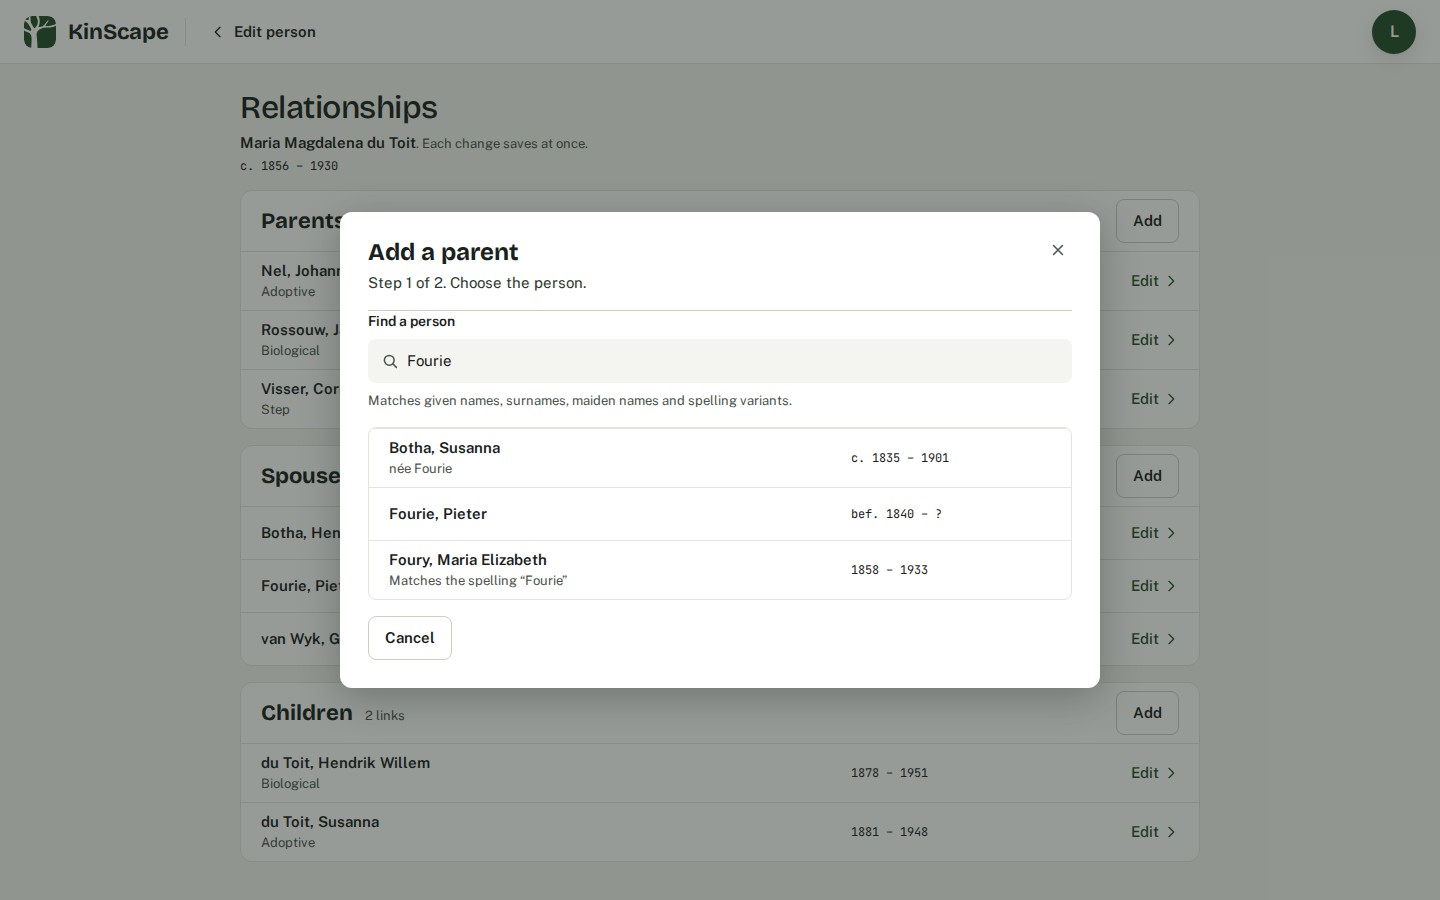 KinScape
Edit person
L
Relationships
Maria Magdalena du Toit. Each change saves at once.
c. 1856 – 1930
Parents
Add
Nel, Johann
Adoptive
Edit
Rossouw, J
Biological
Edit
Visser, Cor
Step
Edit
Spouse
Add
Botha, Hen
Edit
Fourie, Piet
Edit
van Wyk, G
Edit
Add a parent
Step 1 of 2. Choose the person.
Find a person
Fourie
Matches given names, surnames, maiden names and spelling variants.
Botha, Susanna
née Fourie
c. 1835 – 1901
Fourie, Pieter
bef. 1840 – ?
Foury, Maria Elizabeth
Matches the spelling “Fourie”
1858 – 1933
Cancel
Children 2 links
Add
du Toit, Hendrik Willem
Biological
1878 – 1951
Edit
du Toit, Susanna
Adoptive
1881 – 1948
Edit